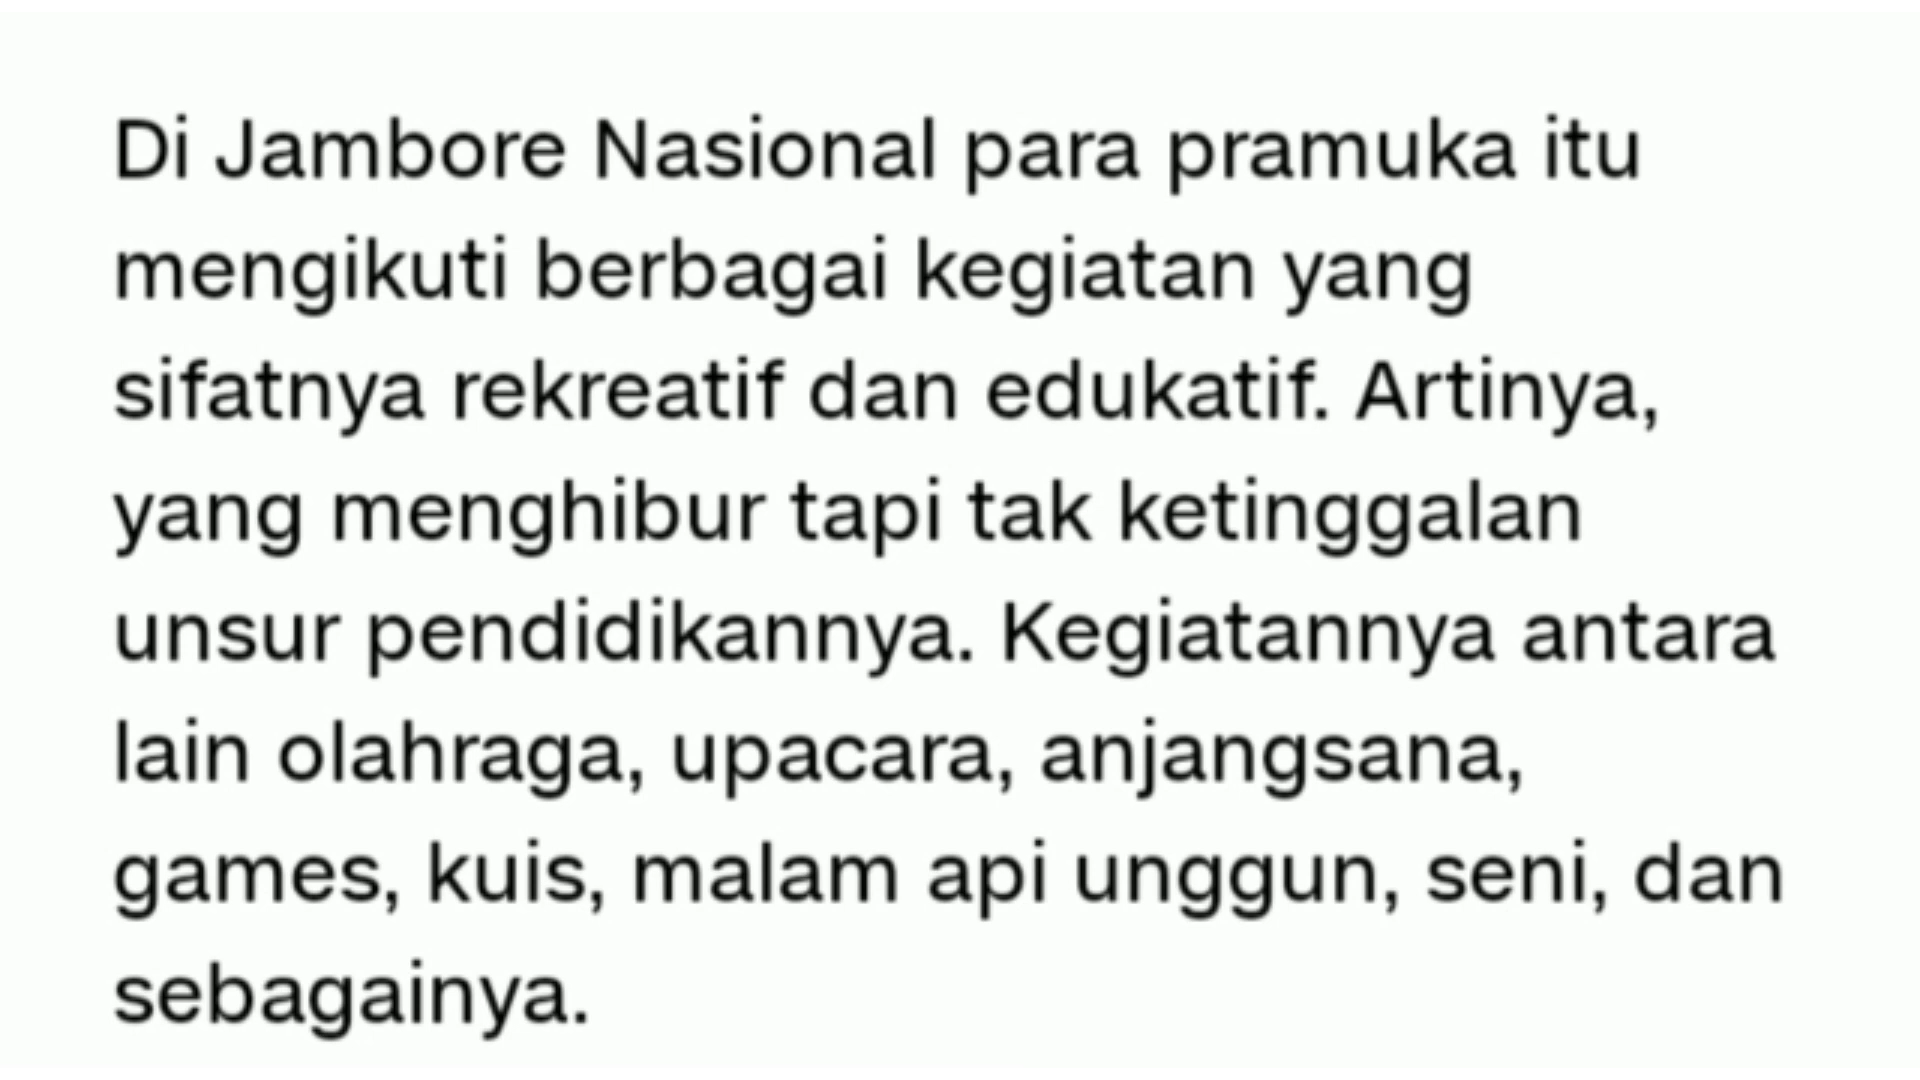 Di Jambore Nasional para pramuka itu
mengikuti berbagai kegiatan yang
sifatnya rekreatif dan edukatif. Artinya,
yang menghibur tapi tak ketinggalan
unsur pendidikannya. Kegiatannya antara
lain olahraga, upacara, anjangsana,
games, kuis, malam api unggun, seni, dan
sebagainya.